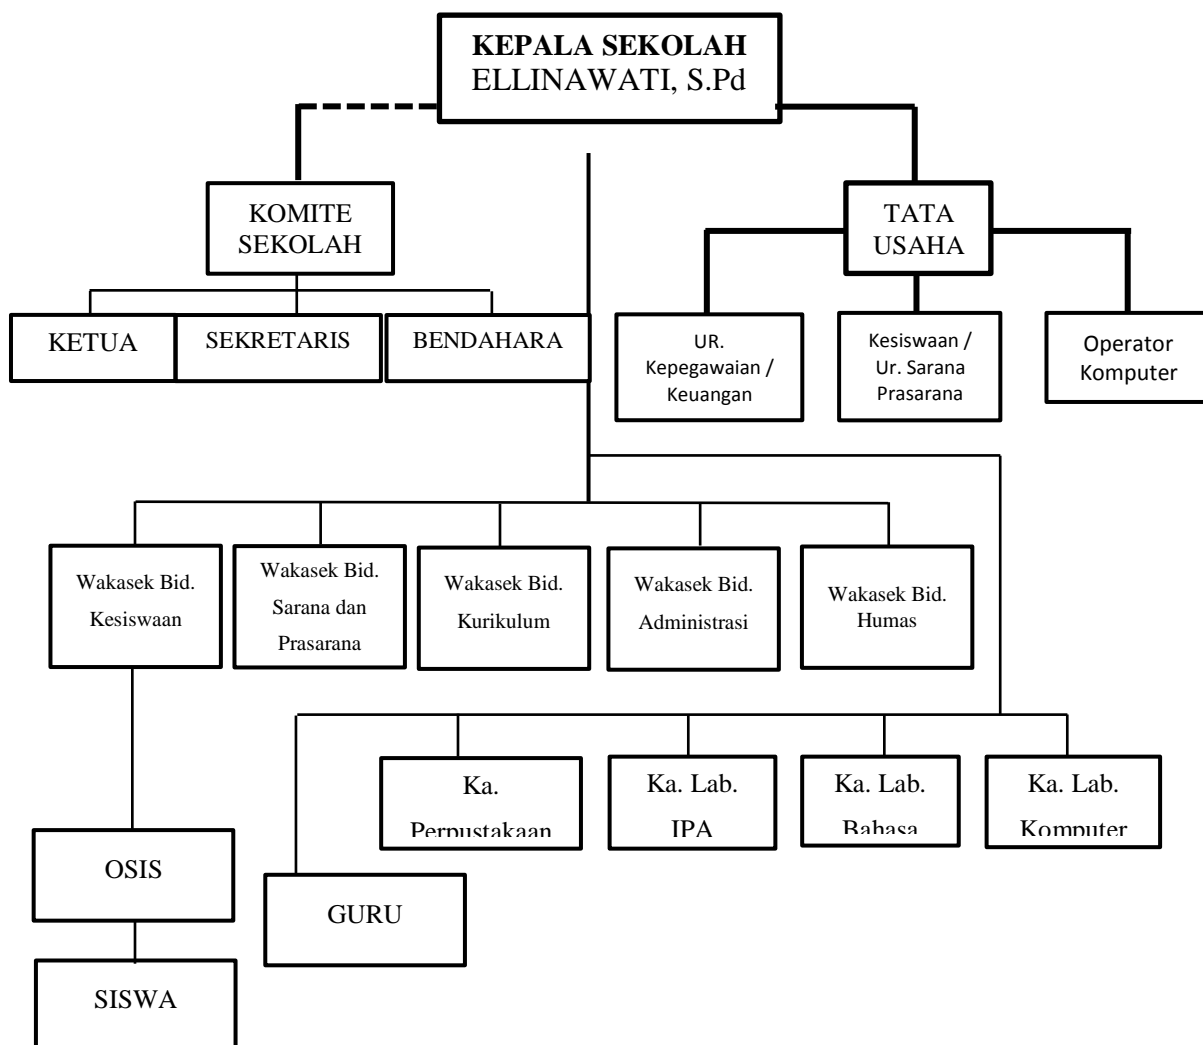 KEPALA SEKOLAH
ELLINAWATI, S.Pd
KOMITE
SEKOLAH
TATA
USAHA
KETUA
SEKRETARIS
BENDAHARA
UR.
Kepegawaian /
Keuangan
Kesiswaan /
Ur. Sarana
Prasarana
Operator
Komputer
Wakasek Bid.
Kesiswaan
Wakasek Bid.
Sarana dan
Prasarana
Wakasek Bid.
Kurikulum
Wakasek Bid.
Administrasi
Wakasek Bid.
Humas
Ka.
Perpustakaan
Ka. Lab.
IPA
Ka. Lab.
Bahasa
Ka. Lab.
Komputer
OSIS
GURU
SISWA